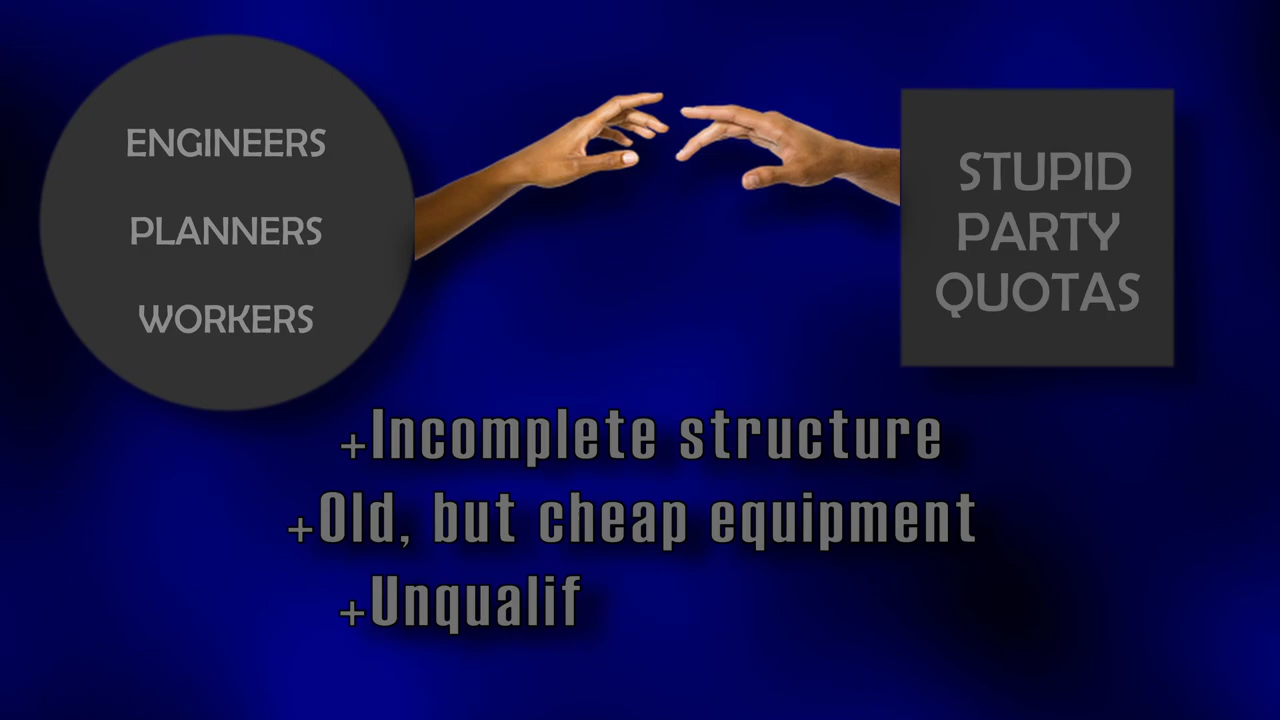 ENGINEERS
PLANNERS
WORKERS
STUPID
PARTY
QUOTAS
+Incomplete structure
+Old, but cheap equipment
+Unqualif